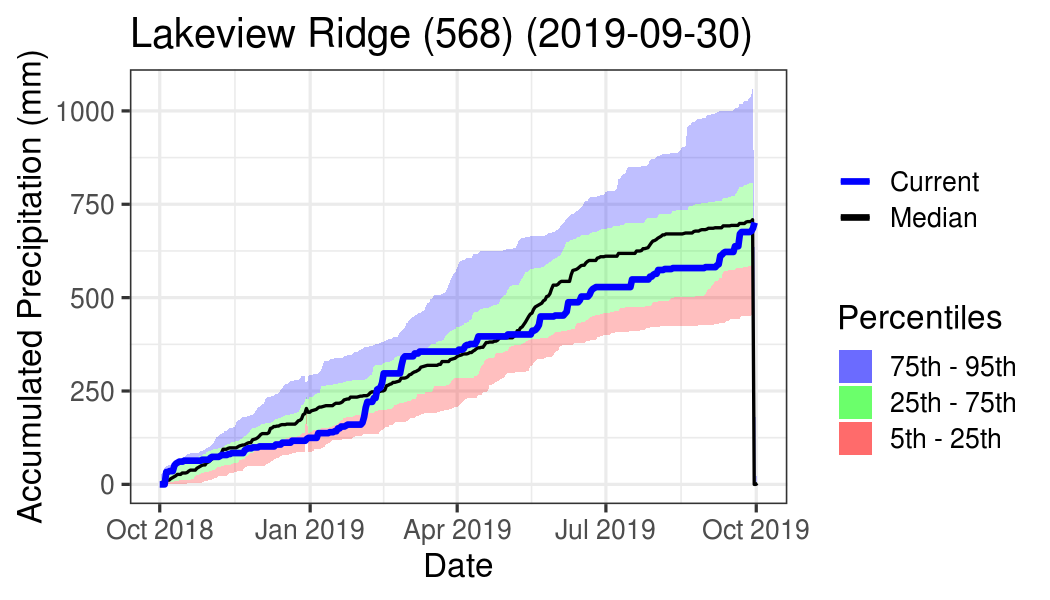 Lakeview Ridge (568) (2019-09-30)
Accumulated Precipitation (mm)
1000
750
500
250
0
Oct 2018
Jan 2019
Apr 2019
Jul 2019
Oct 2019
Date
Current
Median
Percentiles
75th - 95th
25th - 75th
5th - 25th